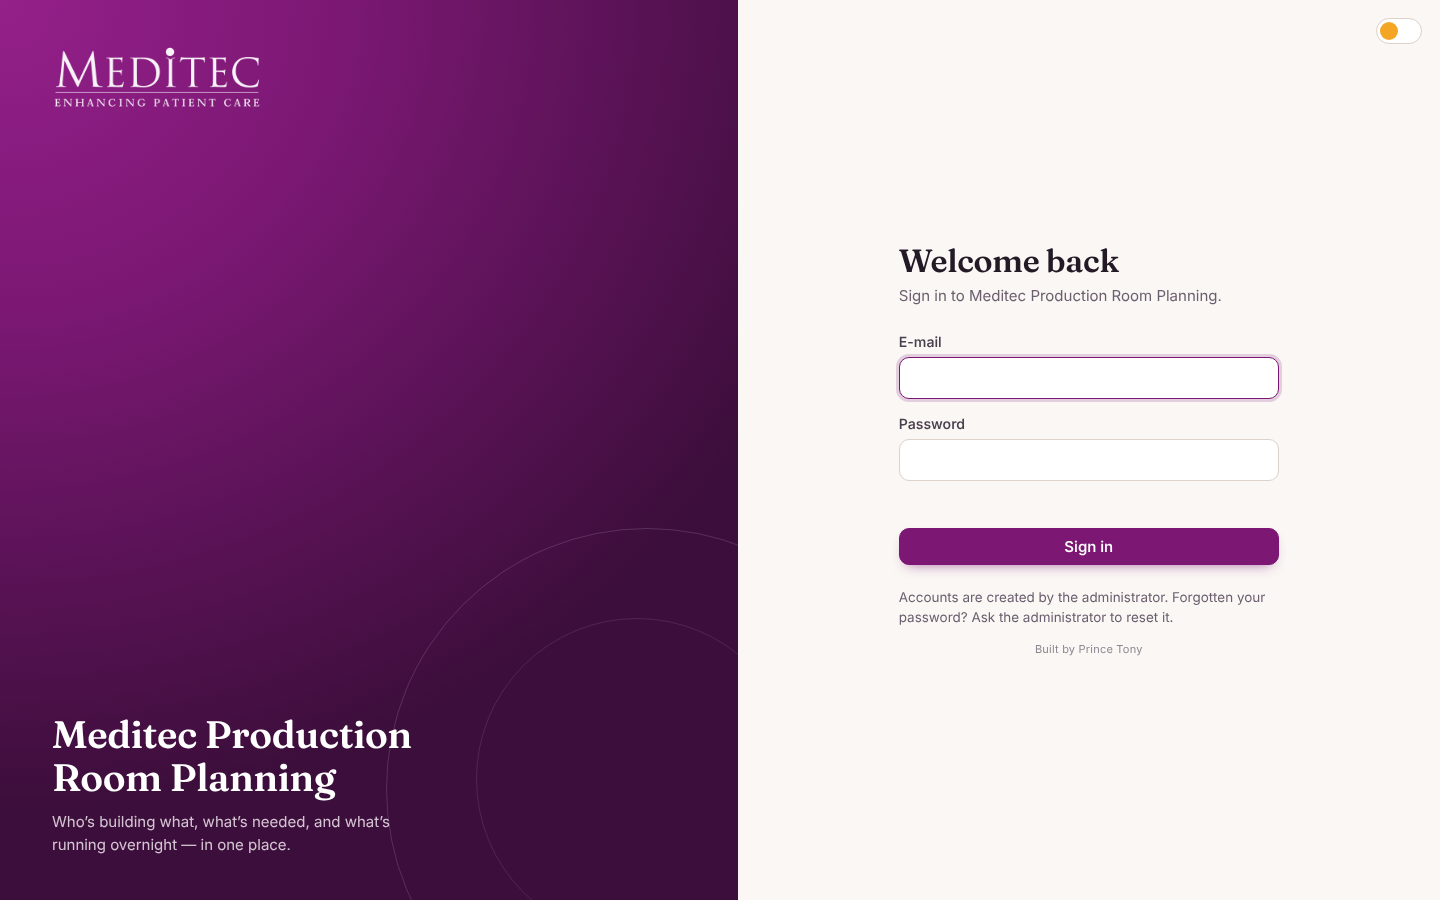 MEDITEC
ENHANCING PATIENT CARE
Meditec Production
Room Planning
Who’s building what, what’s needed, and what’s
running overnight — in one place.
Welcome back
Sign in to Meditec Production Room Planning.
E-mail
Password
Sign in
Accounts are created by the administrator. Forgotten your
password? Ask the administrator to reset it.
Built by Prince Tony